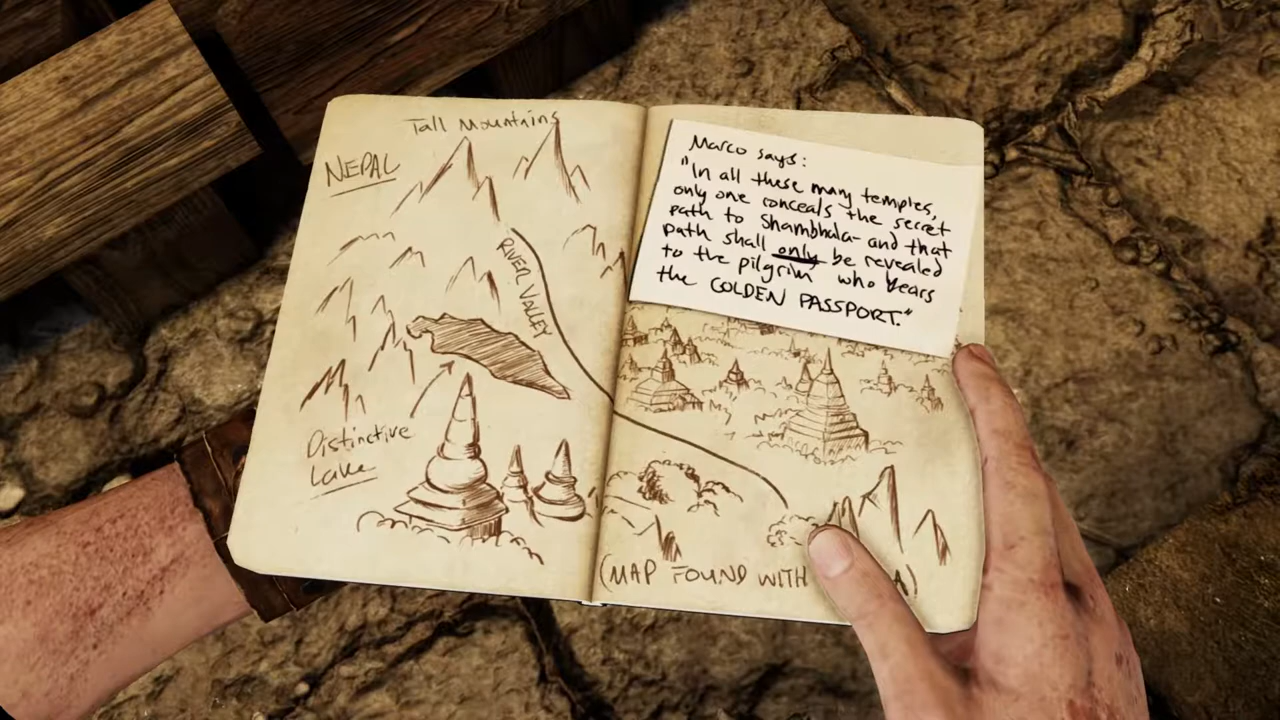 Tall Mountains
NEPAL
RIVER VALLEY
Distinctive
Lake
Marco says:
"In all these many temples,
only one conceals the secret
path to Shambhala- and that
path shall only be revealed
to the pilgrim who bears
the GOLDEN PASSPORT."
(MAP FOUND WITH A)